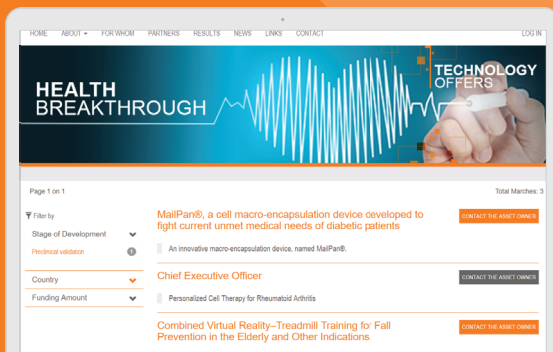 HOME ABOUT FOR WHOM PARTNERS RESULTS NEWS LINKS CONTACT LOG IN
HEALTH
BREAKTHROUGH
TECHNOLOGY
OFFERS
Page 1 on 1
Total Marches: 3
Filter by
Stage of Development
Preclinical validation 1
Country
Funding Amount
MailPan®, a cell macro-encapsulation device ceveloped to
fight current unmet medical needs of diabetic patients
CONTACT THE ASSET OWNER
An innovative macro-encapsulation device, named MailPan®.
Chief Executive Officer
CONTACT THE ASSET OWNER
Personalized Cell Therapy for Rheumatoid Arthritis
Combined Virtual Reality–Treadmill Training for Fall
Prevention in the Elderly and Other Indications
CONTACT THE ASSET OWNER